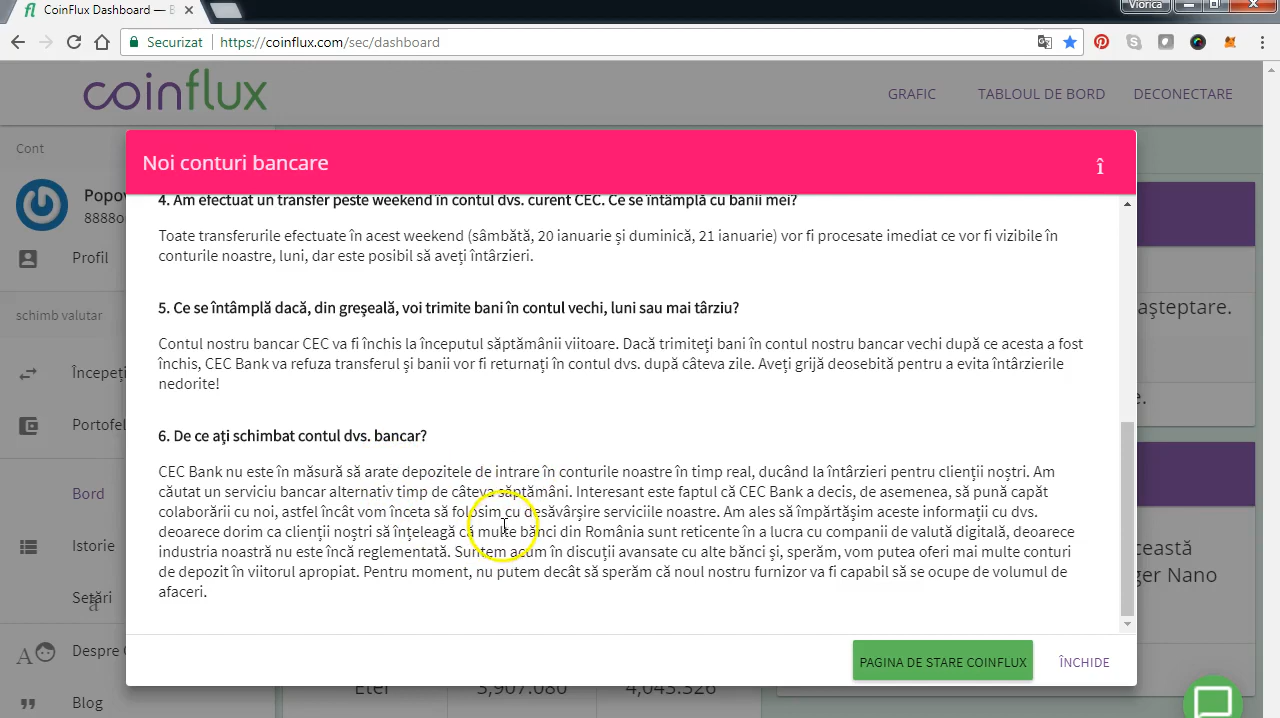 CoinFlux Dashboard —
Viorica
Securizat
https://coinflux.com/sec/dashboard
coinflux
GRAFIC
TABLOUL DE BORD
DECONECTARE
Cont
Popov
8888o
Profil
schimb valutar
Începeți
Portofel
Bord
Istorie
Setări
Despre
Blog
Noi conturi bancare
î
4. Am efectuat un transfer peste weekend în contul dvs. curent CEC. Ce se întâmplă cu banii mei?
Toate transferurile efectuate în acest weekend (sâmbătă, 20 ianuarie și duminică, 21 ianuarie) vor fi procesate imediat ce vor fi vizibile în
conturile noastre, luni, dar este posibil să aveți întârzieri.
5. Ce se întâmplă dacă, din greșeală, voi trimite bani în contul vechi, luni sau mai târziu?
Contul nostru bancar CEC va fi închis la începutul săptămânii viitoare. Dacă trimiteți bani în contul nostru bancar vechi după ce acesta a fost
închis, CEC Bank va refuza transferul și banii vor fi returnați în contul dvs. după câteva zile. Aveți grijă deosebită pentru a evita întârzierile
nedorite!
6. De ce ați schimbat contul dvs. bancar?
CEC Bank nu este în măsură să arate depozitele de intrare în conturile noastre în timp real, ducând la întârzieri pentru clienții noștri. Am
căutat un serviciu bancar alternativ timp de câteva săptămâni. Interesant este faptul că CEC Bank a decis, de asemenea, să pună capăt
colaborării cu noi, astfel încât vom înceta să folosim cu desăvârșire serviciile noastre. Am ales să împărtășim aceste informații cu dvs.
deoarece dorim ca clienții noștri să înțeleagă că multe bănci din România sunt reticente în a lucra cu companii de valută digitală, deoarece
industria noastră nu este încă reglementată. Suntem acum în discuții avansate cu alte bănci și, sperăm, vom putea oferi mai multe conturi
de depozit în viitorul apropiat. Pentru moment, nu putem decât să sperăm că noul nostru furnizor va fi capabil să se ocupe de volumul de
afaceri.
PAGINA DE STARE COINFLUX
ÎNCHIDE
așteptare.
e.
această
ger Nano
Eter
3,907.080
4,043.326